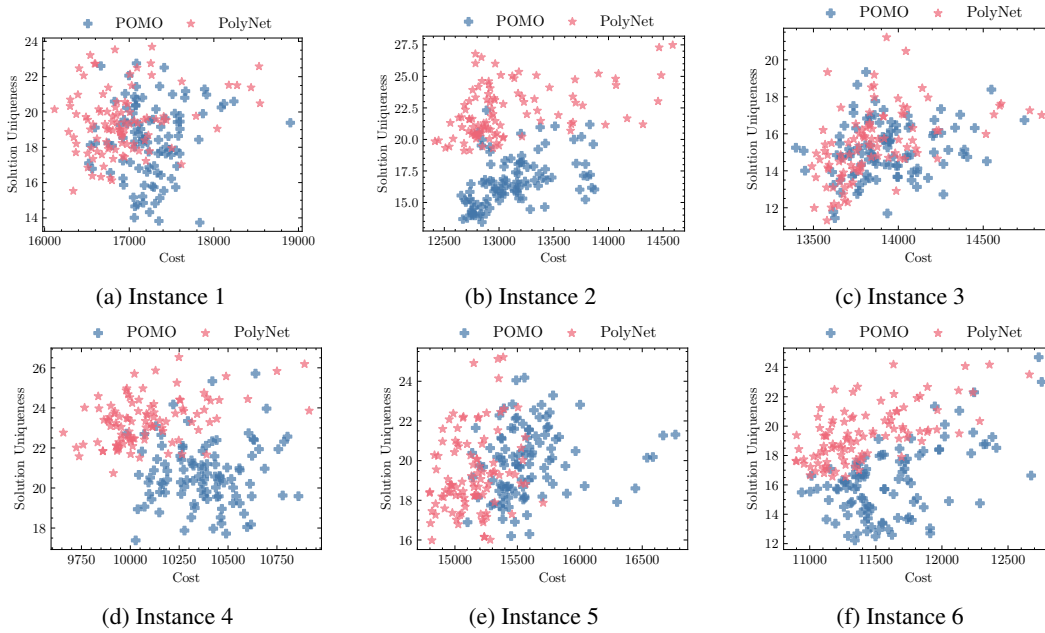 POMO PolyNet
24
22
20
18
16
14
Solution Uniqueness
16000 17000 18000 19000
Cost
(a) Instance 1
POMO PolyNet
27.5
25.0
22.5
20.0
17.5
15.0
Solution Uniqueness
12500 13000 13500 14000 14500
Cost
(b) Instance 2
POMO PolyNet
20
18
16
14
12
Solution Uniqueness
13500 14000 14500
Cost
(c) Instance 3
POMO PolyNet
26
24
22
20
18
Solution Uniqueness
9750 10000 10250 10500 10750
Cost
(d) Instance 4
POMO PolyNet
24
22
20
18
16
Solution Uniqueness
15000 15500 16000 16500
Cost
(e) Instance 5
POMO PolyNet
24
22
20
18
16
14
12
Solution Uniqueness
11000 11500 12000 12500
Cost
(f) Instance 6